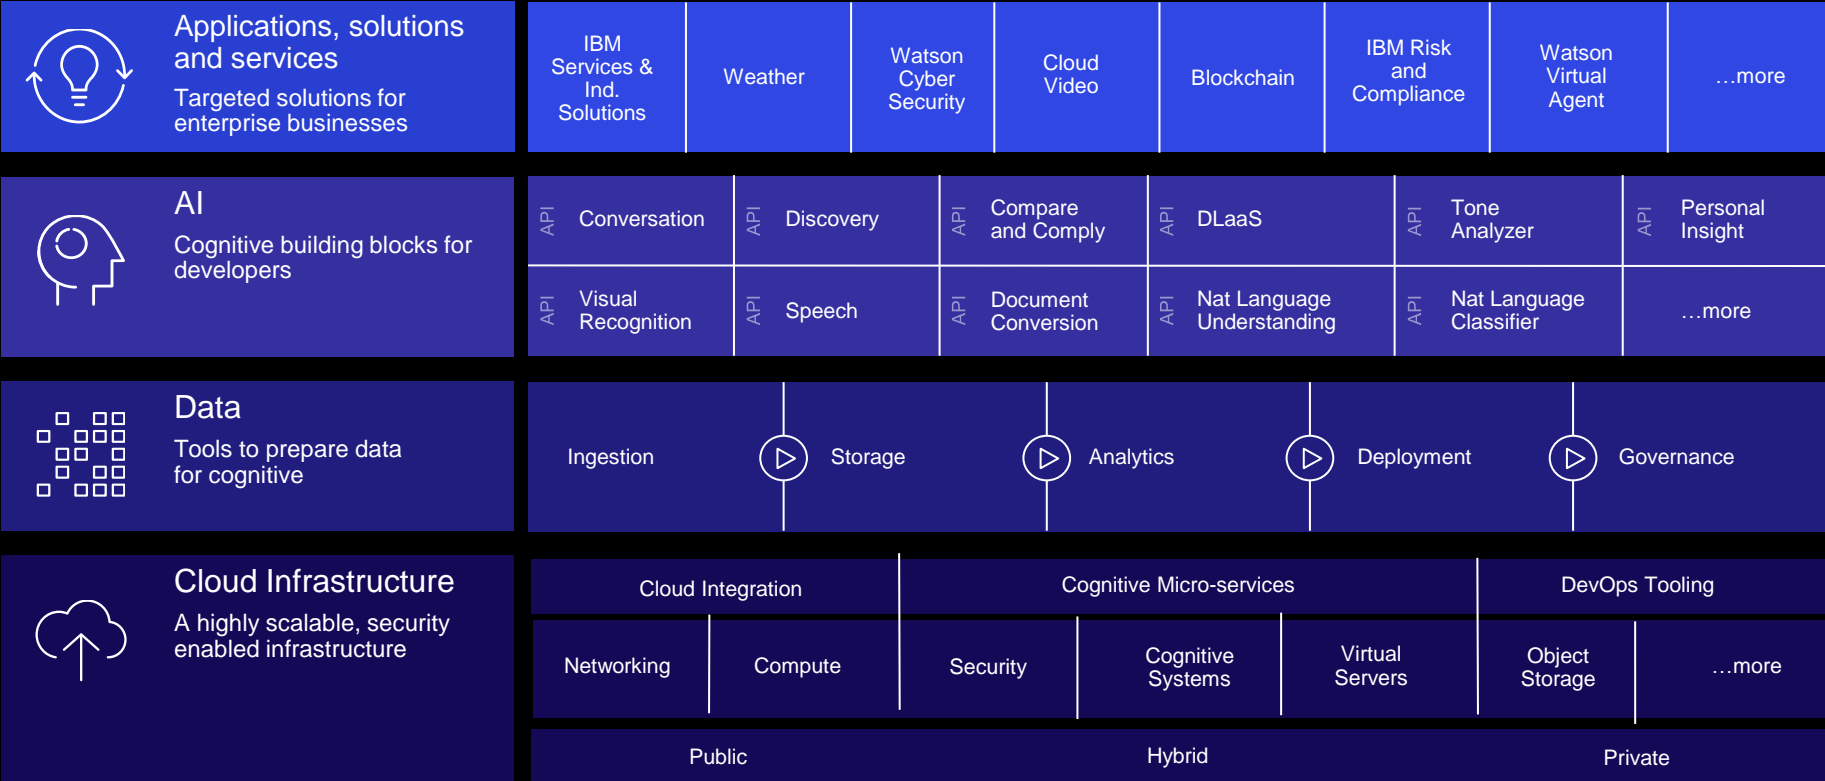 Applications, solutions
and services
Targeted solutions for
enterprise businesses
IBM
Services &
Ind.
Solutions
Weather
Watson
Cyber
Security
Cloud
Video
Blockchain
IBM Risk
and
Compliance
Watson
Virtual
Agent
...more
AI
Cognitive building blocks for
developers
API
Conversation
API
Discovery
API
Compare
and Comply
API
DLaaS
API
Tone
Analyzer
API
Personal
Insight
API
Visual
Recognition
API
Speech
API
Document
Conversion
API
Nat Language
Understanding
API
Nat Language
Classifier
...more
Data
Tools to prepare data
for cognitive
Ingestion
Storage
Analytics
Deployment
Governance
Cloud Infrastructure
A highly scalable, security
enabled infrastructure
Cloud Integration
Cognitive Micro-services
DevOps Tooling
Networking
Compute
Security
Cognitive
Systems
Virtual
Servers
Object
Storage
...more
Public
Hybrid
Private